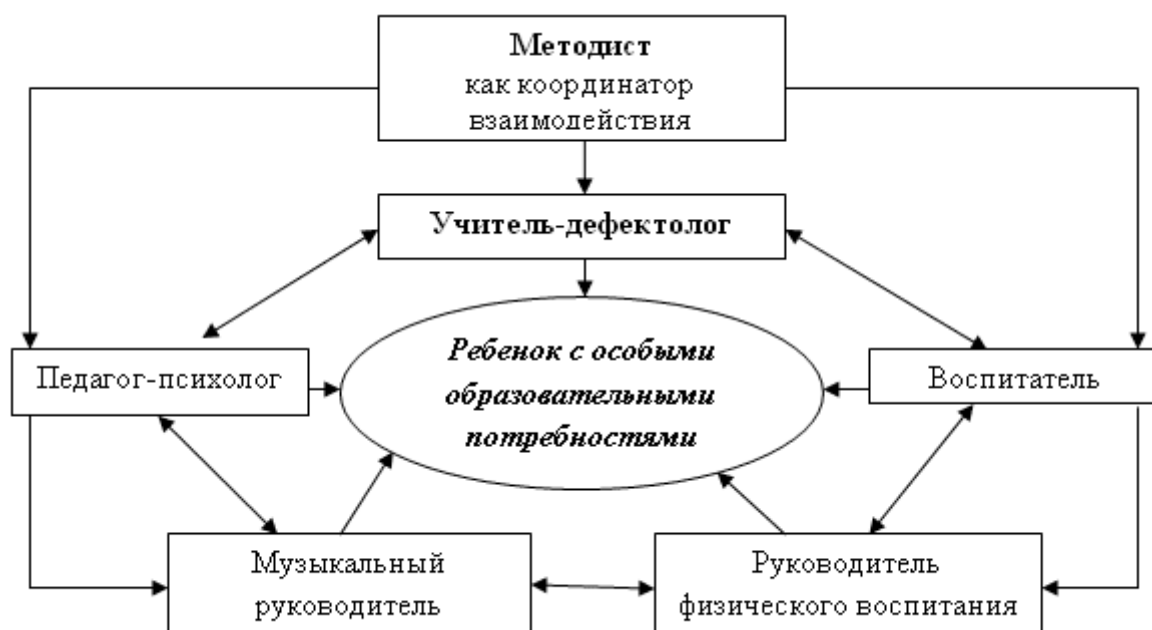 Методист
как координатор
взаимодействия
Учитель-дефектолог
Ребенок с особыми
образовательными
потребностями
Педагог-психолог
Воспитатель
Музыкальный
руководитель
Руководитель
физического воспитания